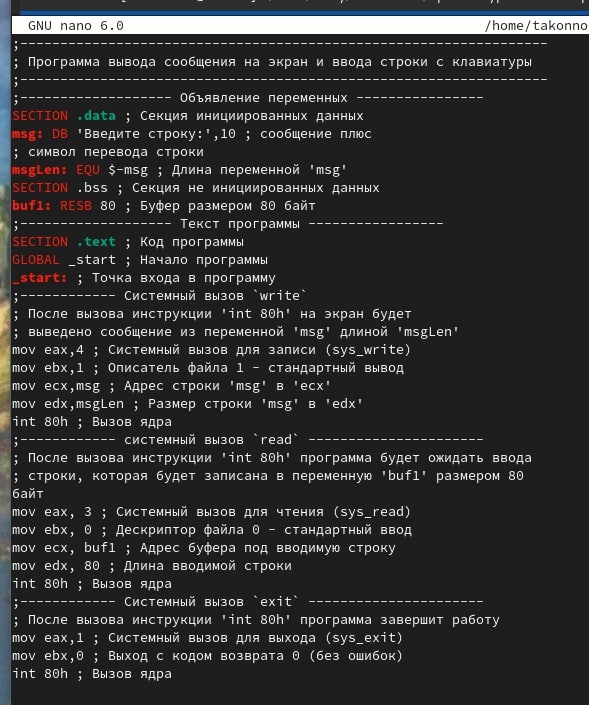 GNU nano 6.0 /home/takonno
;-------------------------------------------------------------------
; Программа вывода сообщения на экран и ввода строки с клавиатуры
;-------------------------------------------------------------------
;------------------- Объявление переменных ----------------
SECTION .data ; Секция инициированных данных
msg: DB 'Введите строку:',10 ; сообщение плюс
; символ перевода строки
msgLen: EQU $-msg ; Длина переменной 'msg'
SECTION .bss ; Секция не инициированных данных
buf1: RESB 80 ; Буфер размером 80 байт
;------------------- Текст программы -----------------
SECTION .text ; Код программы
GLOBAL _start ; Начало программы
_start: ; Точка входа в программу
;------------ Системный вызов `write`
; После вызова инструкции 'int 80h' на экран будет
; выведено сообщение из переменной 'msg' длиной 'msgLen'
mov eax,4 ; Системный вызов для записи (sys_write)
mov ebx,1 ; Описатель файла 1 - стандартный вывод
mov ecx,msg ; Адрес строки 'msg' в 'ecx'
mov edx,msgLen ; Размер строки 'msg' в 'edx'
int 80h ; Вызов ядра
;------------ системный вызов `read` ----------------------
; После вызова инструкции 'int 80h' программа будет ожидать ввода
; строки, которая будет записана в переменную 'buf1' размером 80
байт
mov eax, 3 ; Системный вызов для чтения (sys_read)
mov ebx, 0 ; Дескриптор файла 0 - стандартный ввод
mov ecx, buf1 ; Адрес буфера под вводимую строку
mov edx, 80 ; Длина вводимой строки
int 80h ; Вызов ядра
;------------ Системный вызов `exit` ----------------------
; После вызова инструкции 'int 80h' программа завершит работу
mov eax,1 ; Системный вызов для выхода (sys_exit)
mov ebx,0 ; Выход с кодом возврата 0 (без ошибок)
int 80h ; Вызов ядра